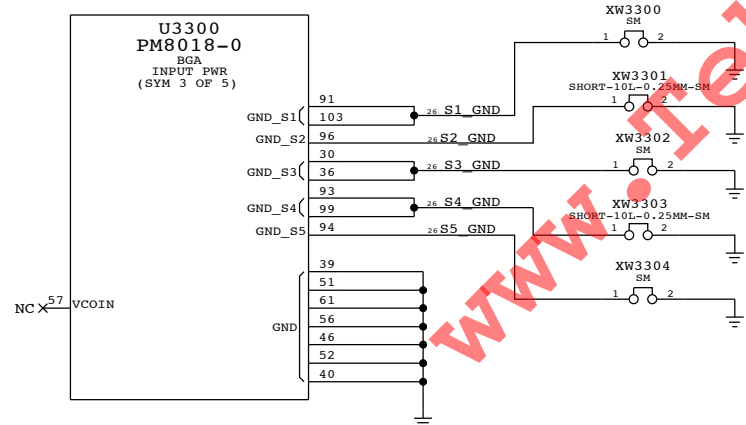 U3300
PM8018-0
BGA
INPUT PWR
(SYM 3 OF 5)
XW3300
SM
1 2
91
GND_S1 103 26 S1_GND
XW3301
SHORT-10L-0.25MM-SM
1 2
GND_S2 96 26 S2_GND
XW3302
SM
1 2
30
GND_S3 36 26 S3_GND
93
GND_S4 99 26 S4_GND
XW3303
SHORT-10L-0.25MM-SM
1 2
GND_S5 94 26 S5_GND
XW3304
SM
1 2
39
51
NC 57 VCOIN 61
GND 56
46
52
40
www.Te